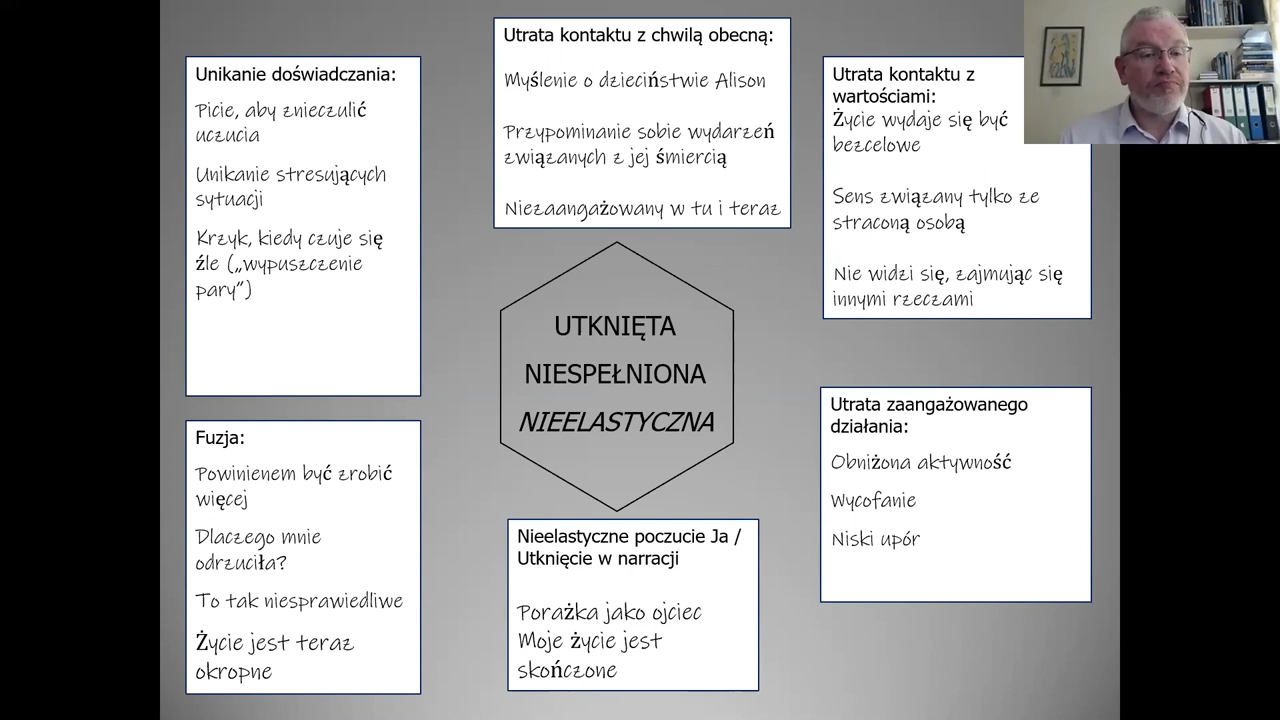 Unikanie doświadczania:
Picie, aby znieczulić
uczucia
Unikanie stresujących
sytuacji
Krzyk, kiedy czuje się
źle („wypuszczenie
pary”)
Utrata kontaktu z chwilą obecną:
Myślenie o dzieciństwie Alison
Przypominanie sobie wydarzeń
związanych z jej śmiercią
Niezaangażowany w tu i teraz
Utrata kontaktu z
wartościami:
Życie wydaje się być
bezcelowe
Sens związany tylko ze
straconą osobą
Nie widzi się, zajmując się
innymi rzeczami
UTKNIĘTA
NIESPEŁNIONA
NIEELASTYCZNA
Fuzja:
Powinienem być zrobić
więcej
Dlaczego mnie
odrzuciła?
To tak niesprawiedliwe
Życie jest teraz
okropne
Nieelastyczne poczucie Ja /
Utknięcie w narracji
Porażka jako ojciec
Moje życie jest
skończone
Utrata zaangażowanego
działania:
Obniżona aktywność
Wycofanie
Niski upór